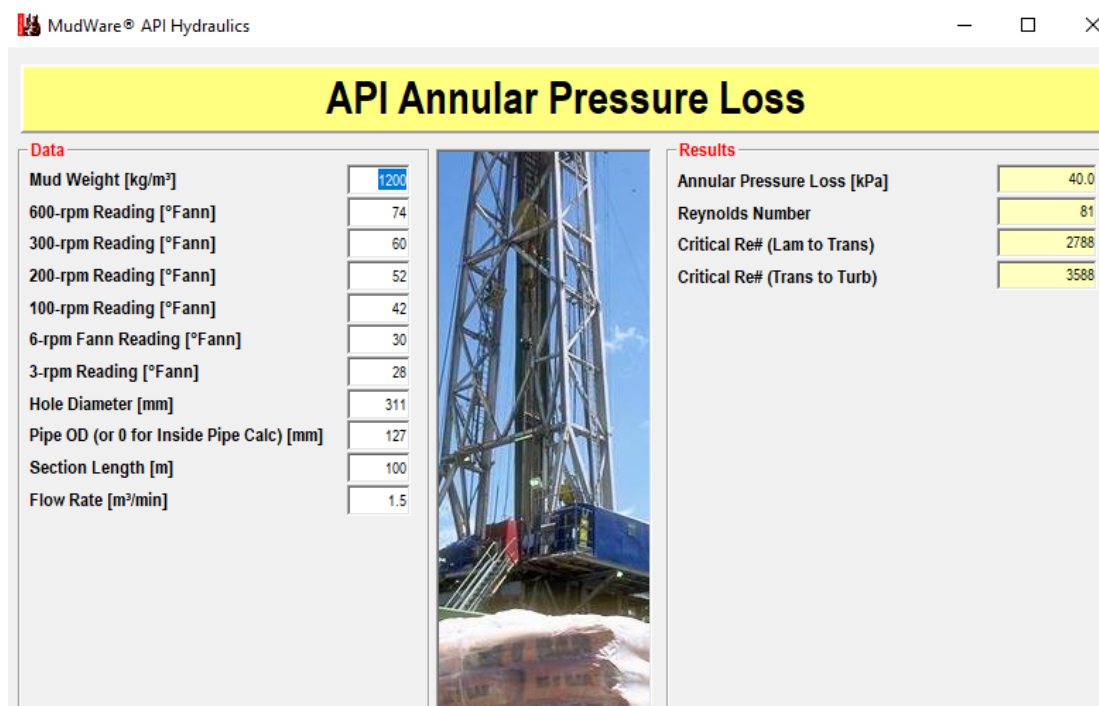 MudWare® API Hydraulics
API Annular Pressure Loss
Data
Mud Weight [kg/m³] 1200
600-rpm Reading [°Fann] 74
300-rpm Reading [°Fann] 60
200-rpm Reading [°Fann] 52
100-rpm Reading [°Fann] 42
6-rpm Fann Reading [°Fann] 30
3-rpm Reading [°Fann] 28
Hole Diameter [mm] 311
Pipe OD (or 0 for Inside Pipe Calc) [mm] 127
Section Length [m] 100
Flow Rate [m³/min] 1.5
Results
Annular Pressure Loss [kPa] 40.0
Reynolds Number 81
Critical Re# (Lam to Trans) 2788
Critical Re# (Trans to Turb) 3588